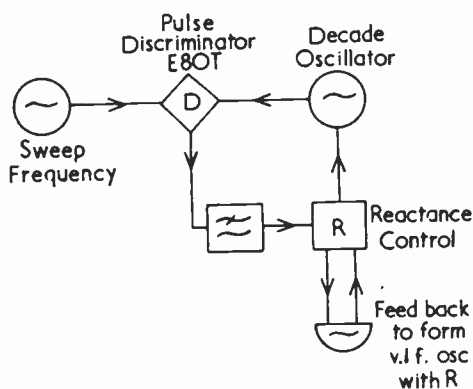 Pulse
Discriminator
E80T
Decade
Oscillator
D
Sweep
Frequency
R
Reactance
Control
Feed back
to form
v.l f. osc
with R